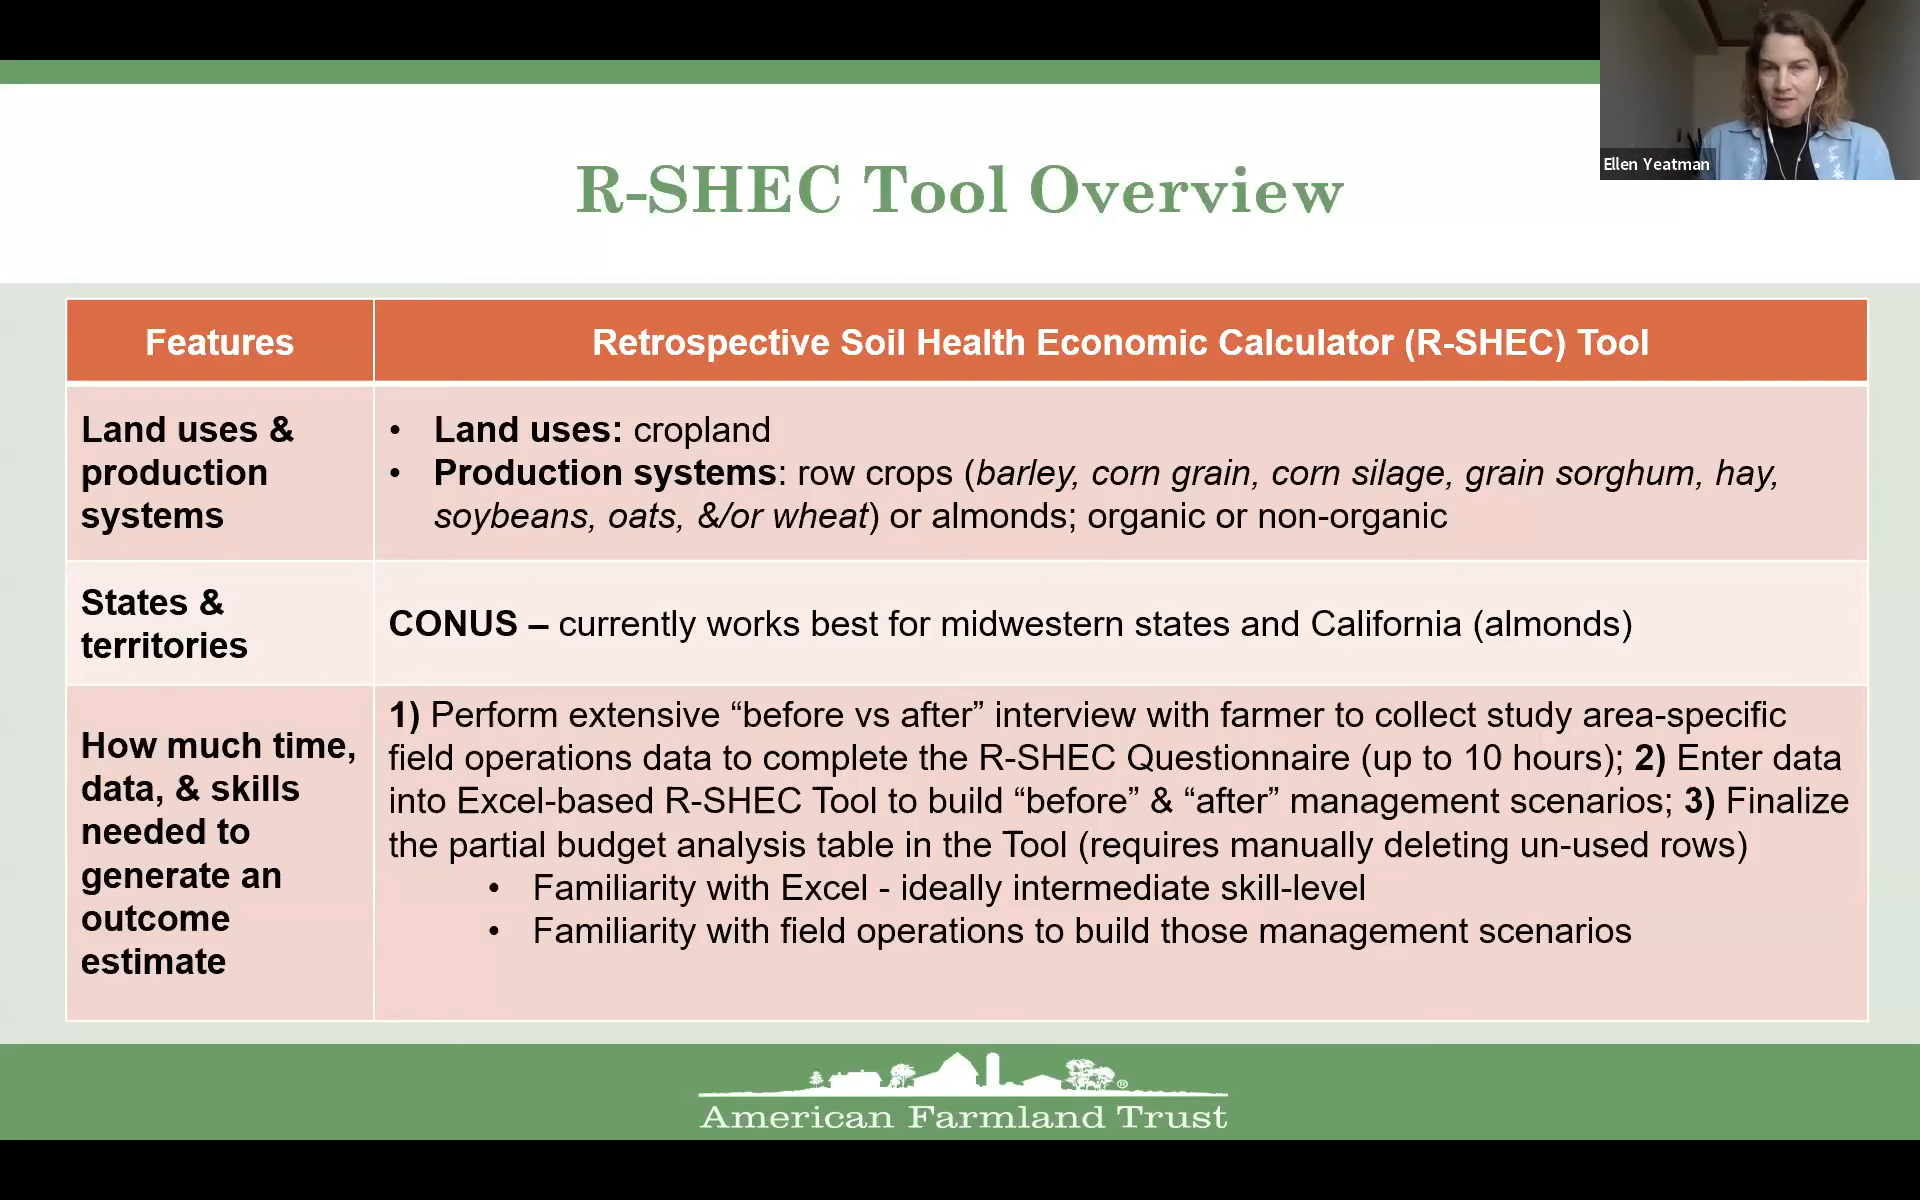 Ellen Yeatman
R-SHEC Tool Overview
Features
Retrospective Soil Health Economic Calculator (R-SHEC) Tool
Land uses &
production
systems
• Land uses: cropland
• Production systems: row crops (barley, corn grain, corn silage, grain sorghum, hay,
soybeans, oats, &/or wheat) or almonds; organic or non-organic
States &
territories
CONUS – currently works best for midwestern states and California (almonds)
How much time,
data, & skills
needed to
generate an
outcome
estimate
1) Perform extensive “before vs after” interview with farmer to collect study area-specific
field operations data to complete the R-SHEC Questionnaire (up to 10 hours); 2) Enter data
into Excel-based R-SHEC Tool to build “before” & “after” management scenarios; 3) Finalize
the partial budget analysis table in the Tool (requires manually deleting un-used rows)
• Familiarity with Excel - ideally intermediate skill-level
• Familiarity with field operations to build those management scenarios
®
American Farmland Trust